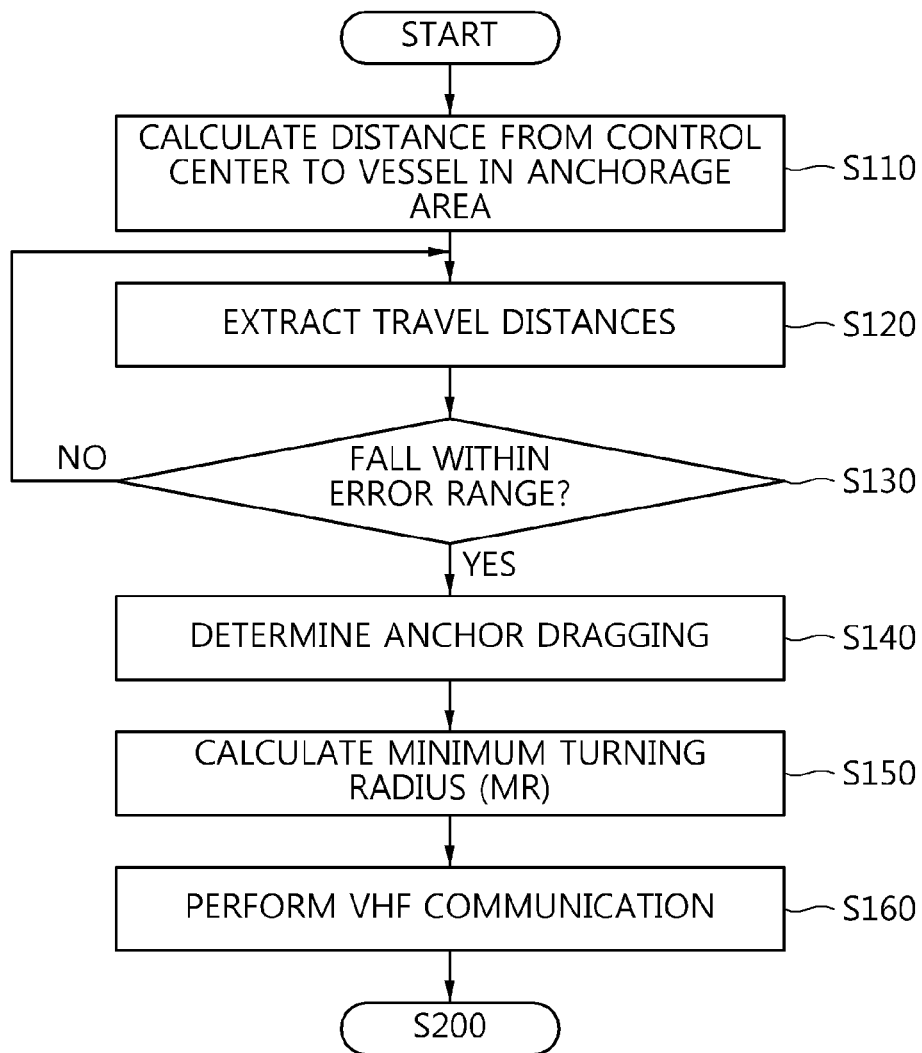 START
CALCULATE DISTANCE FROM CONTROL
CENTER TO VESSEL IN ANCHORAGE
AREA
S110
EXTRACT TRAVEL DISTANCES
S120
NO
FALL WITHIN
ERROR RANGE?
S130
YES
DETERMINE ANCHOR DRAGGING
S140
CALCULATE MINIMUM TURNING
RADIUS (MR)
S150
PERFORM VHF COMMUNICATION
S160
S200